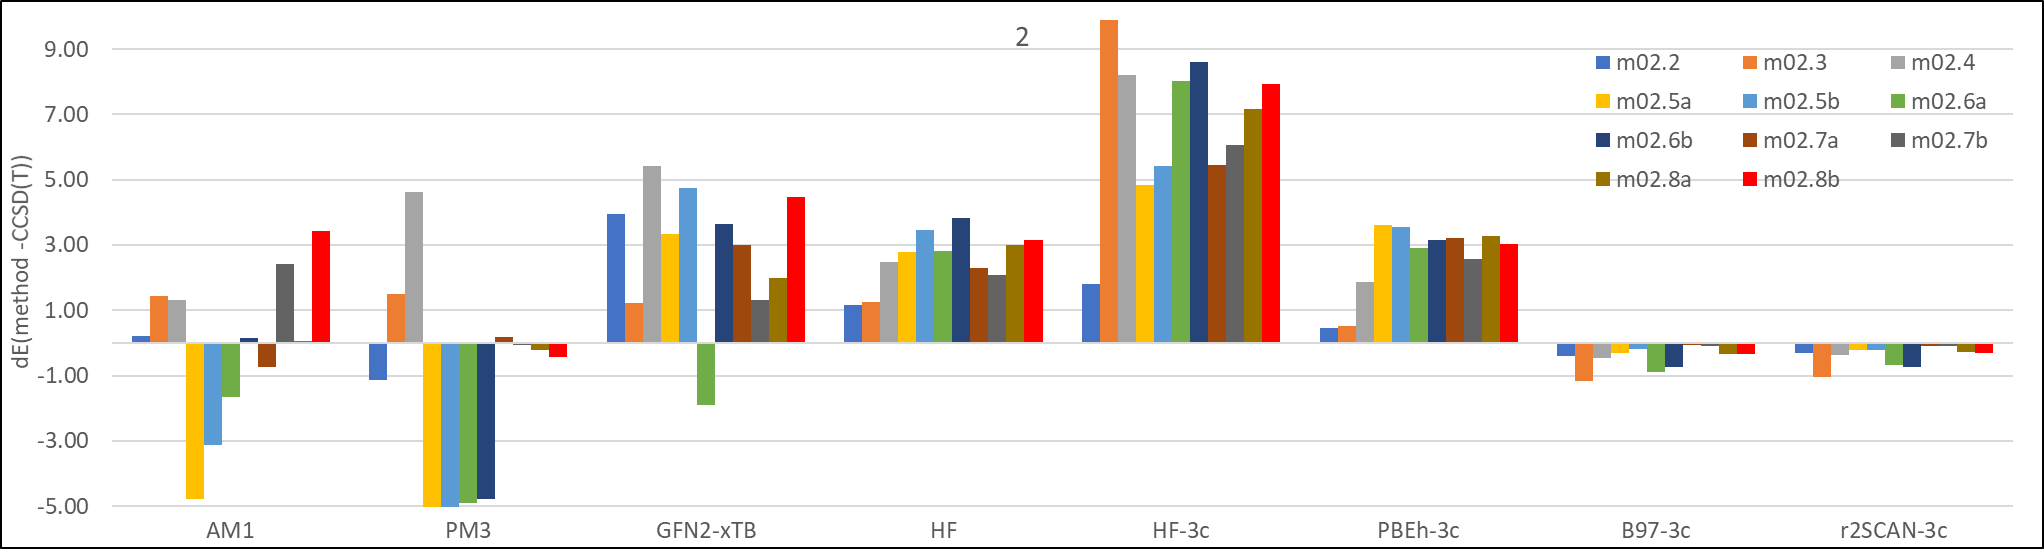 2
9.00
7.00
5.00
3.00
1.00
-1.00
-3.00
-5.00
dE(method -CCSD(T))
m02.2 m02.3 m02.4
m02.5a m02.5b m02.6a
m02.6b m02.7a m02.7b
m02.8a m02.8b
AM1 PM3 GFN2-xTB HF HF-3c PBEh-3c B97-3c r2SCAN-3c